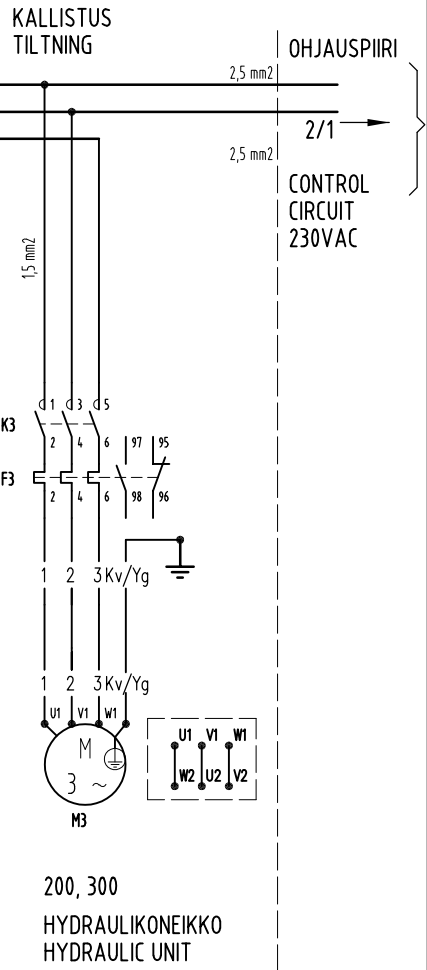 KALLISTUS
TILTNING
OHJAUSPIIRI
2,5 mm2
2/1
2,5 mm2
CONTROL
CIRCUIT
230VAC
1,5 mm2
1 3 5
K3
2 4 6 97 95
F3
2 4 6 98 96
1 2 3 Kv/Yg
1 2 3 Kv/Yg
U1 V1 W1
M
3 ~
M3
U1 V1 W1
W2 U2 V2
200, 300
HYDRAULIKONEIKKO
HYDRAULIC UNIT